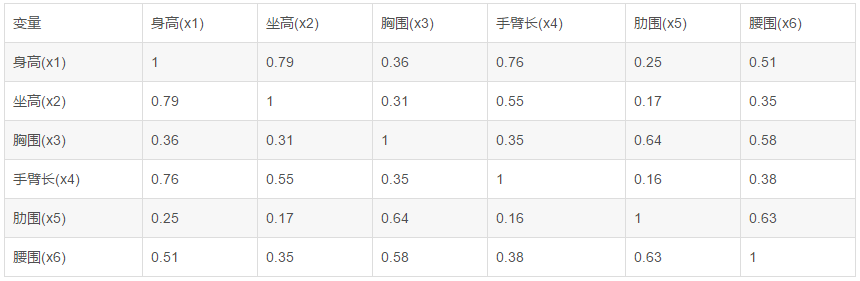 变量 身高(x1) 坐高(x2) 胸围(x3) 手臂长(x4) 肋围(x5) 腰围(x6)
身高(x1) 1 0.79 0.36 0.76 0.25 0.51
坐高(x2) 0.79 1 0.31 0.55 0.17 0.35
胸围(x3) 0.36 0.31 1 0.35 0.64 0.58
手臂长(x4) 0.76 0.55 0.35 1 0.16 0.38
肋围(x5) 0.25 0.17 0.64 0.16 1 0.63
腰围(x6) 0.51 0.35 0.58 0.38 0.63 1